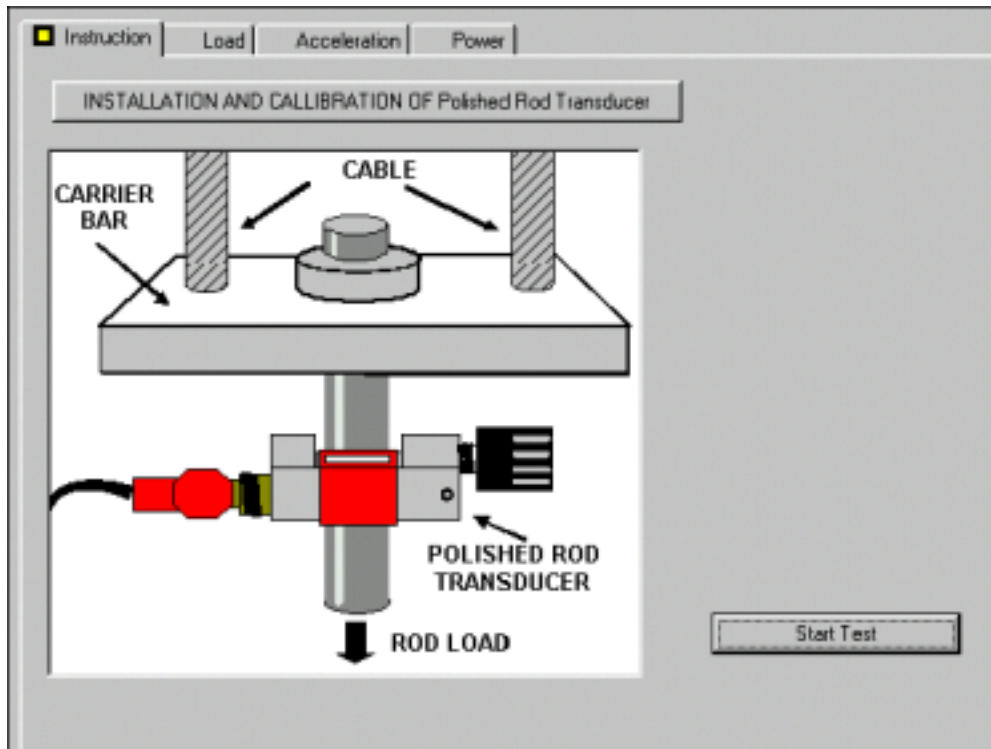 Instruction
Load
Acceleration
Power
INSTALLATION AND CALLIBRATION OF Polished Rod Transducer
CABLE
CARRIER
BAR
POLISHED ROD
TRANSDUCER
ROD LOAD
Start Test